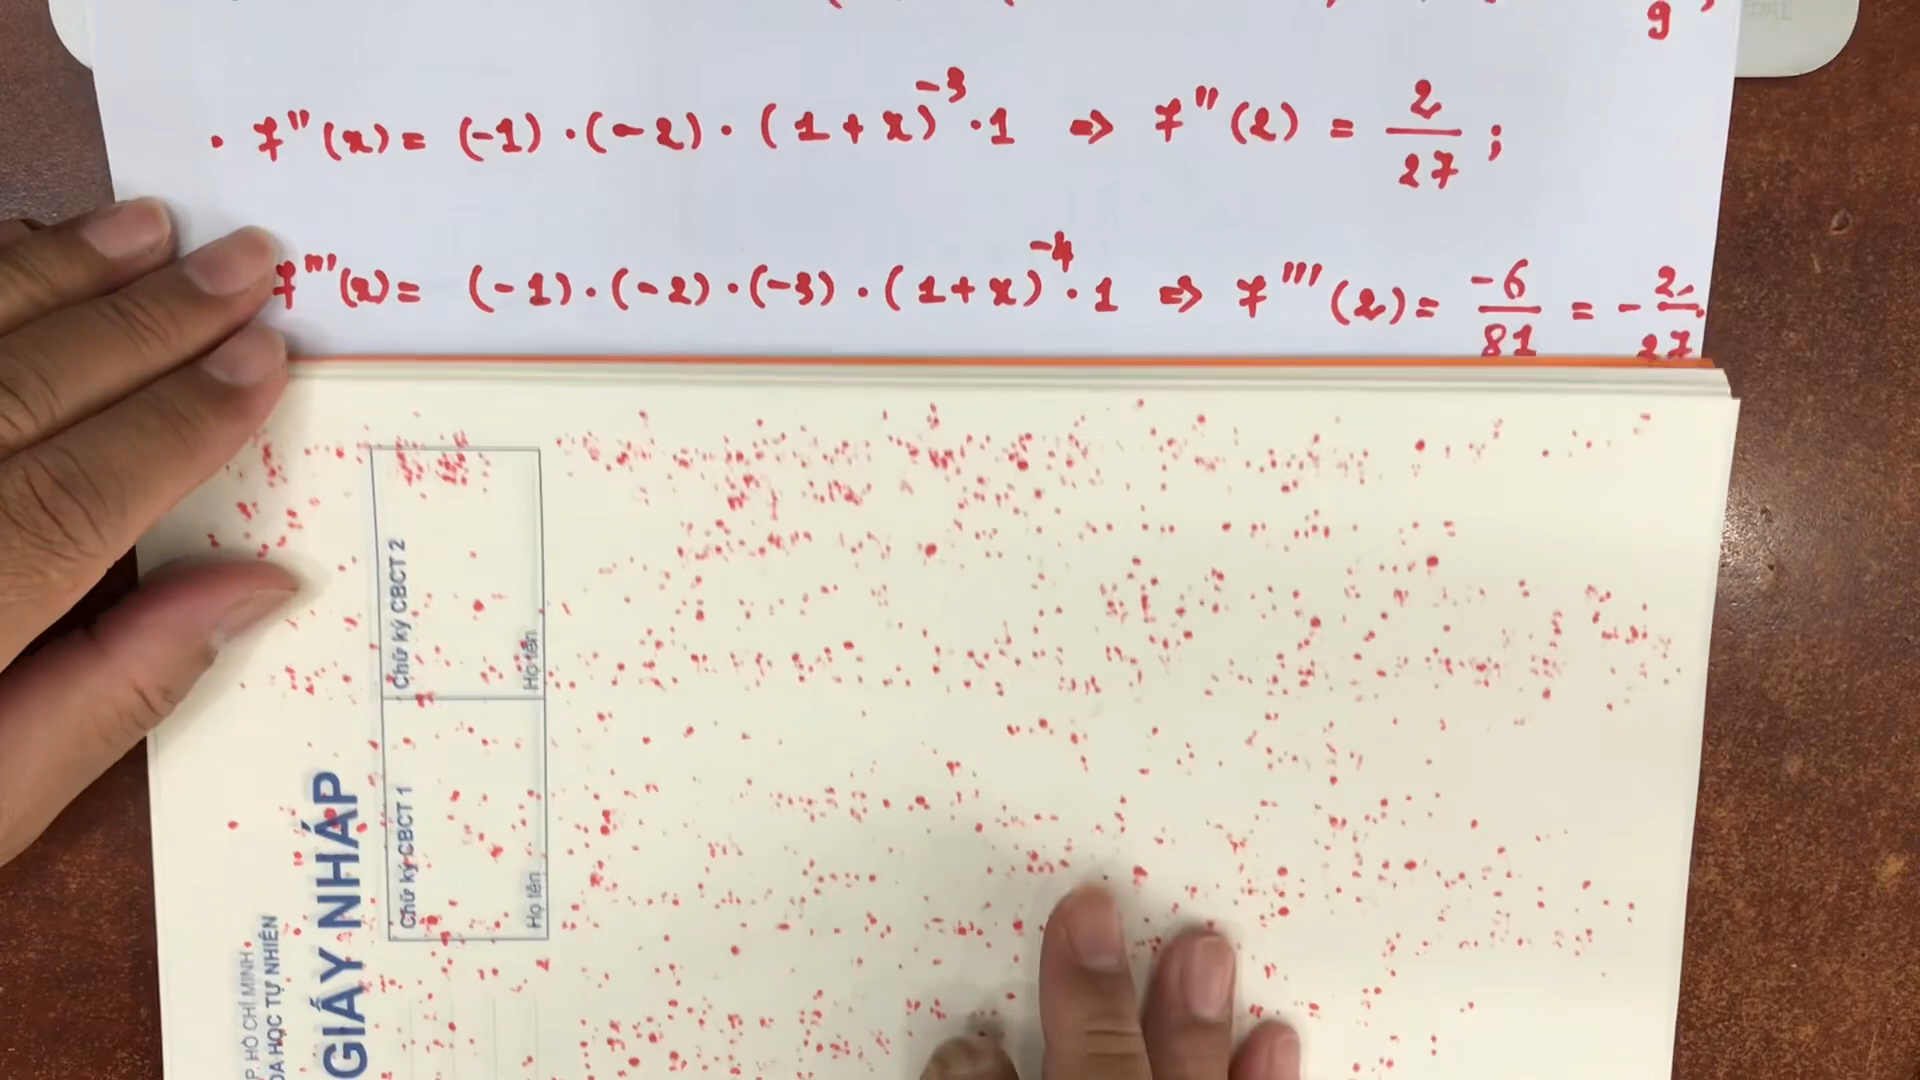 9
• f''(x) = (-1)·(-2)·(1+x)^{-3}·1 ⇒ f''(2) = 2/27 ;
f'''(x) = (-1)·(-2)·(-3)·(1+x)^{-4}·1 ⇒ f'''(2) = -6/81 = -2/27
P. HỒ CHÍ MINH
OA HỌC TỰ NHIÊN
GIẤY NHÁP
Chữ ký CBCT 1
Họ tên
Chữ ký CBCT 2
Họ tên